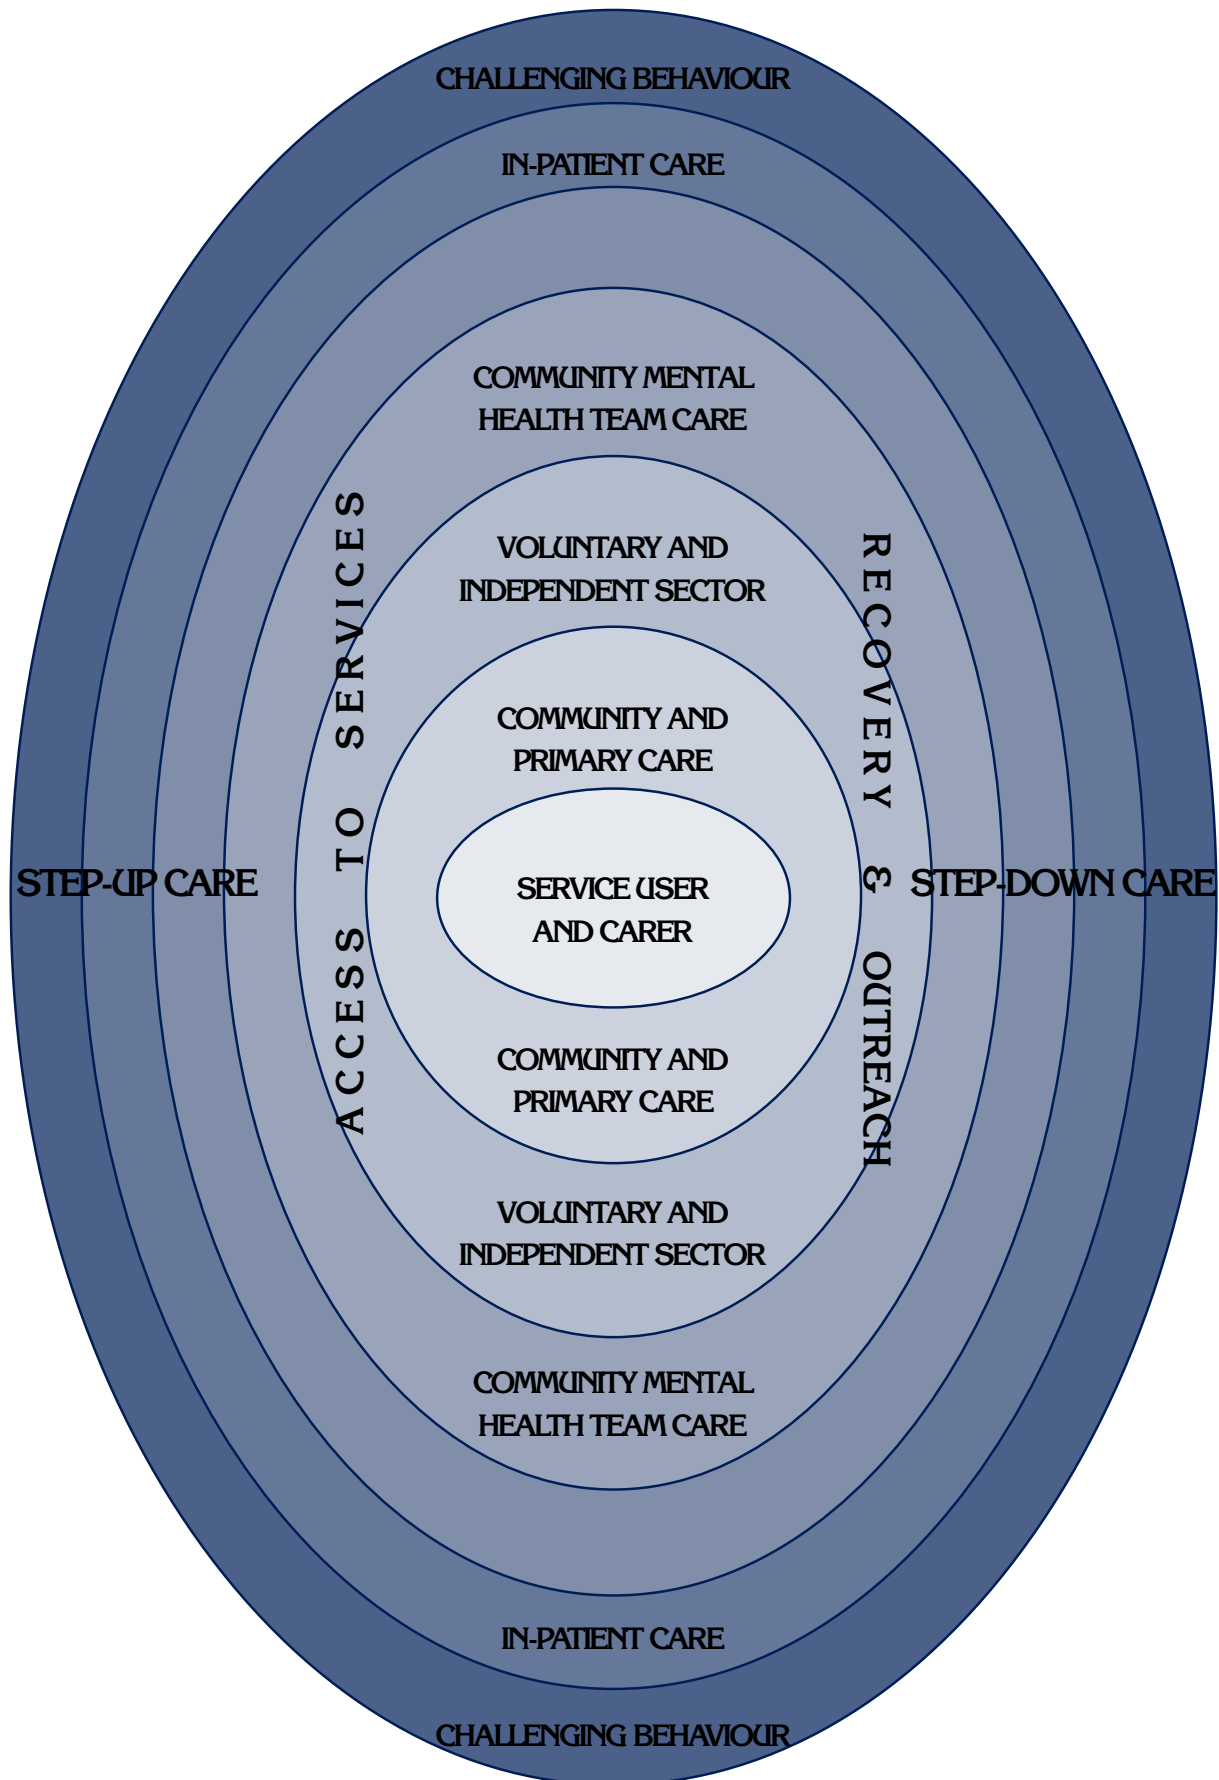 CHALLENGING BEHAVIOUR
IN-PATIENT CARE
COMMUNITY MENTAL
HEALTH TEAM CARE
VOLUNTARY AND
INDEPENDENT SECTOR
COMMUNITY AND
PRIMARY CARE
ACCESS TO SERVICES
RECOVERY & OUTREACH
STEP-UP CARE
SERVICE USER
AND CARER
STEP-DOWN CARE
COMMUNITY AND
PRIMARY CARE
VOLUNTARY AND
INDEPENDENT SECTOR
COMMUNITY MENTAL
HEALTH TEAM CARE
IN-PATIENT CARE
CHALLENGING BEHAVIOUR